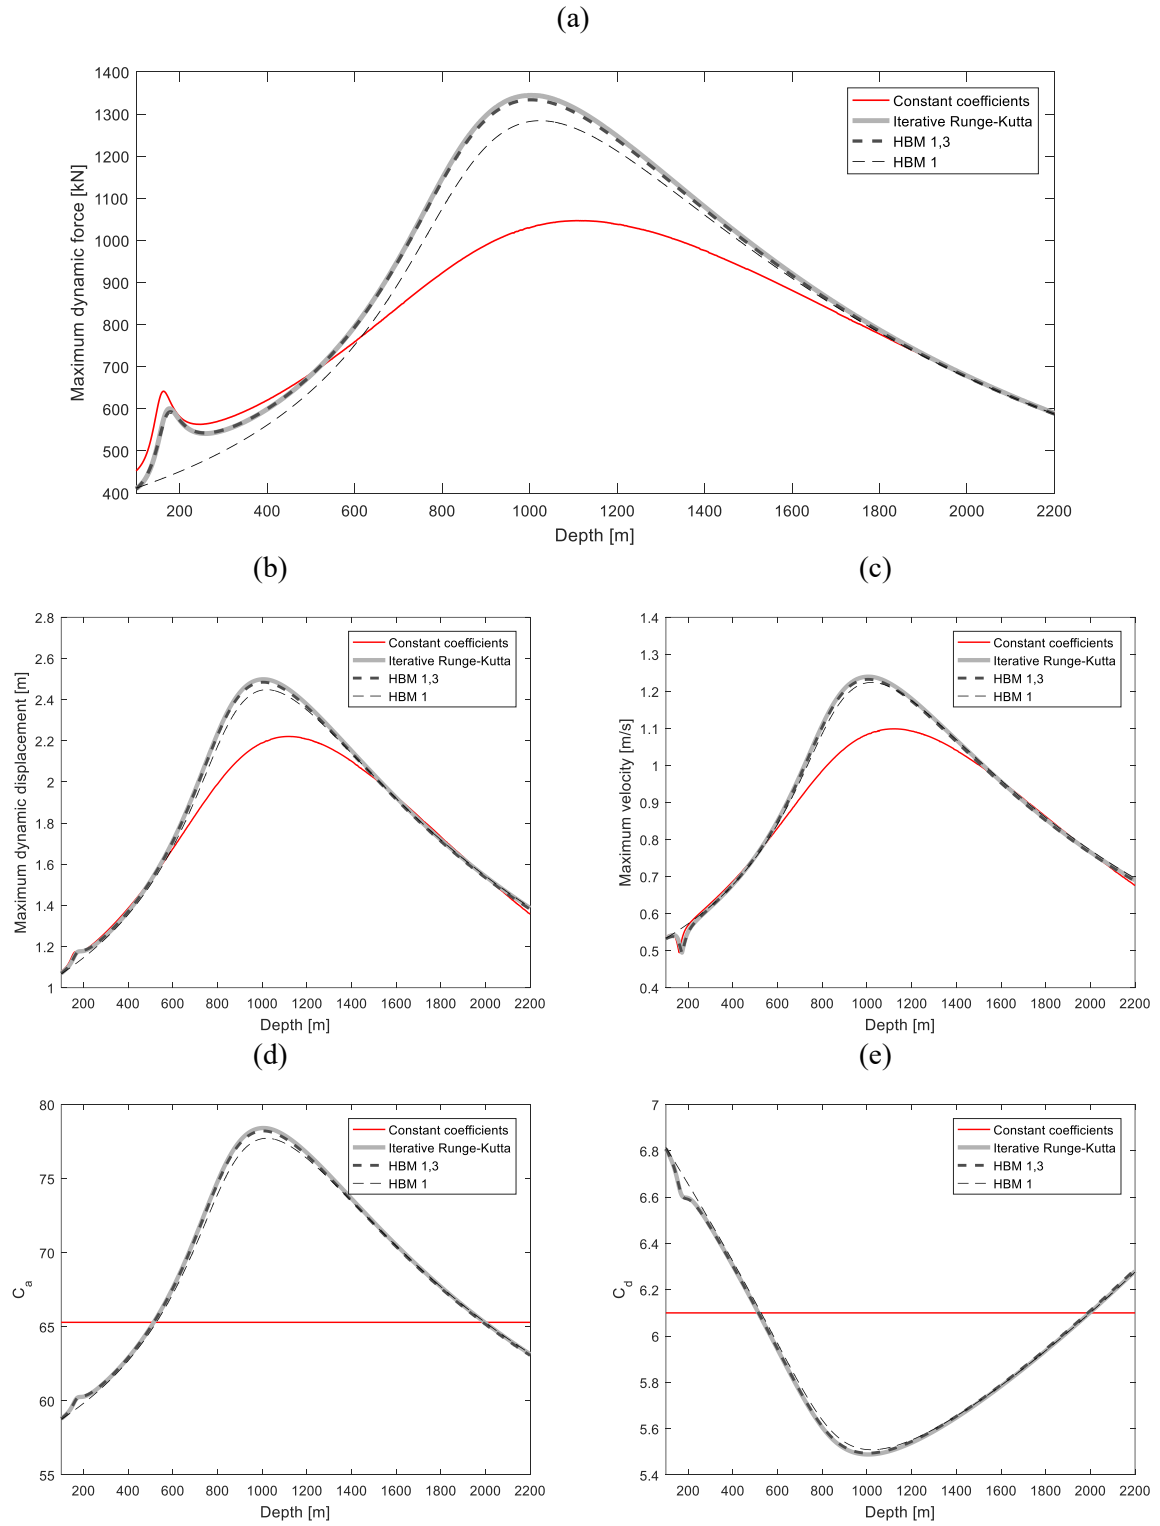 (a)
1400
1300
1200
1100
1000
900
800
700
600
500
400
Maximum dynamic force [kN]
Constant coefficients
Iterative Runge-Kutta
HBM 1,3
HBM 1
200 400 600 800 1000 1200 1400 1600 1800 2000 2200
Depth [m]
(b)
2.8
2.6
2.4
2.2
2
1.8
1.6
1.4
1.2
1
Maximum dynamic displacement [m]
Constant coefficients
Iterative Runge-Kutta
HBM 1,3
HBM 1
200 400 600 800 1000 1200 1400 1600 1800 2000 2200
Depth [m]
(c)
1.4
1.3
1.2
1.1
1
0.9
0.8
0.7
0.6
0.5
0.4
Maximum velocity [m/s]
Constant coefficients
Iterative Runge-Kutta
HBM 1,3
HBM 1
200 400 600 800 1000 1200 1400 1600 1800 2000 2200
Depth [m]
(d)
80
75
70
65
60
55
C_a
Constant coefficients
Iterative Runge-Kutta
HBM 1,3
HBM 1
200 400 600 800 1000 1200 1400 1600 1800 2000 2200
Depth [m]
(e)
7
6.8
6.6
6.4
6.2
6
5.8
5.6
5.4
C_d
Constant coefficients
Iterative Runge-Kutta
HBM 1,3
HBM 1
200 400 600 800 1000 1200 1400 1600 1800 2000 2200
Depth [m]